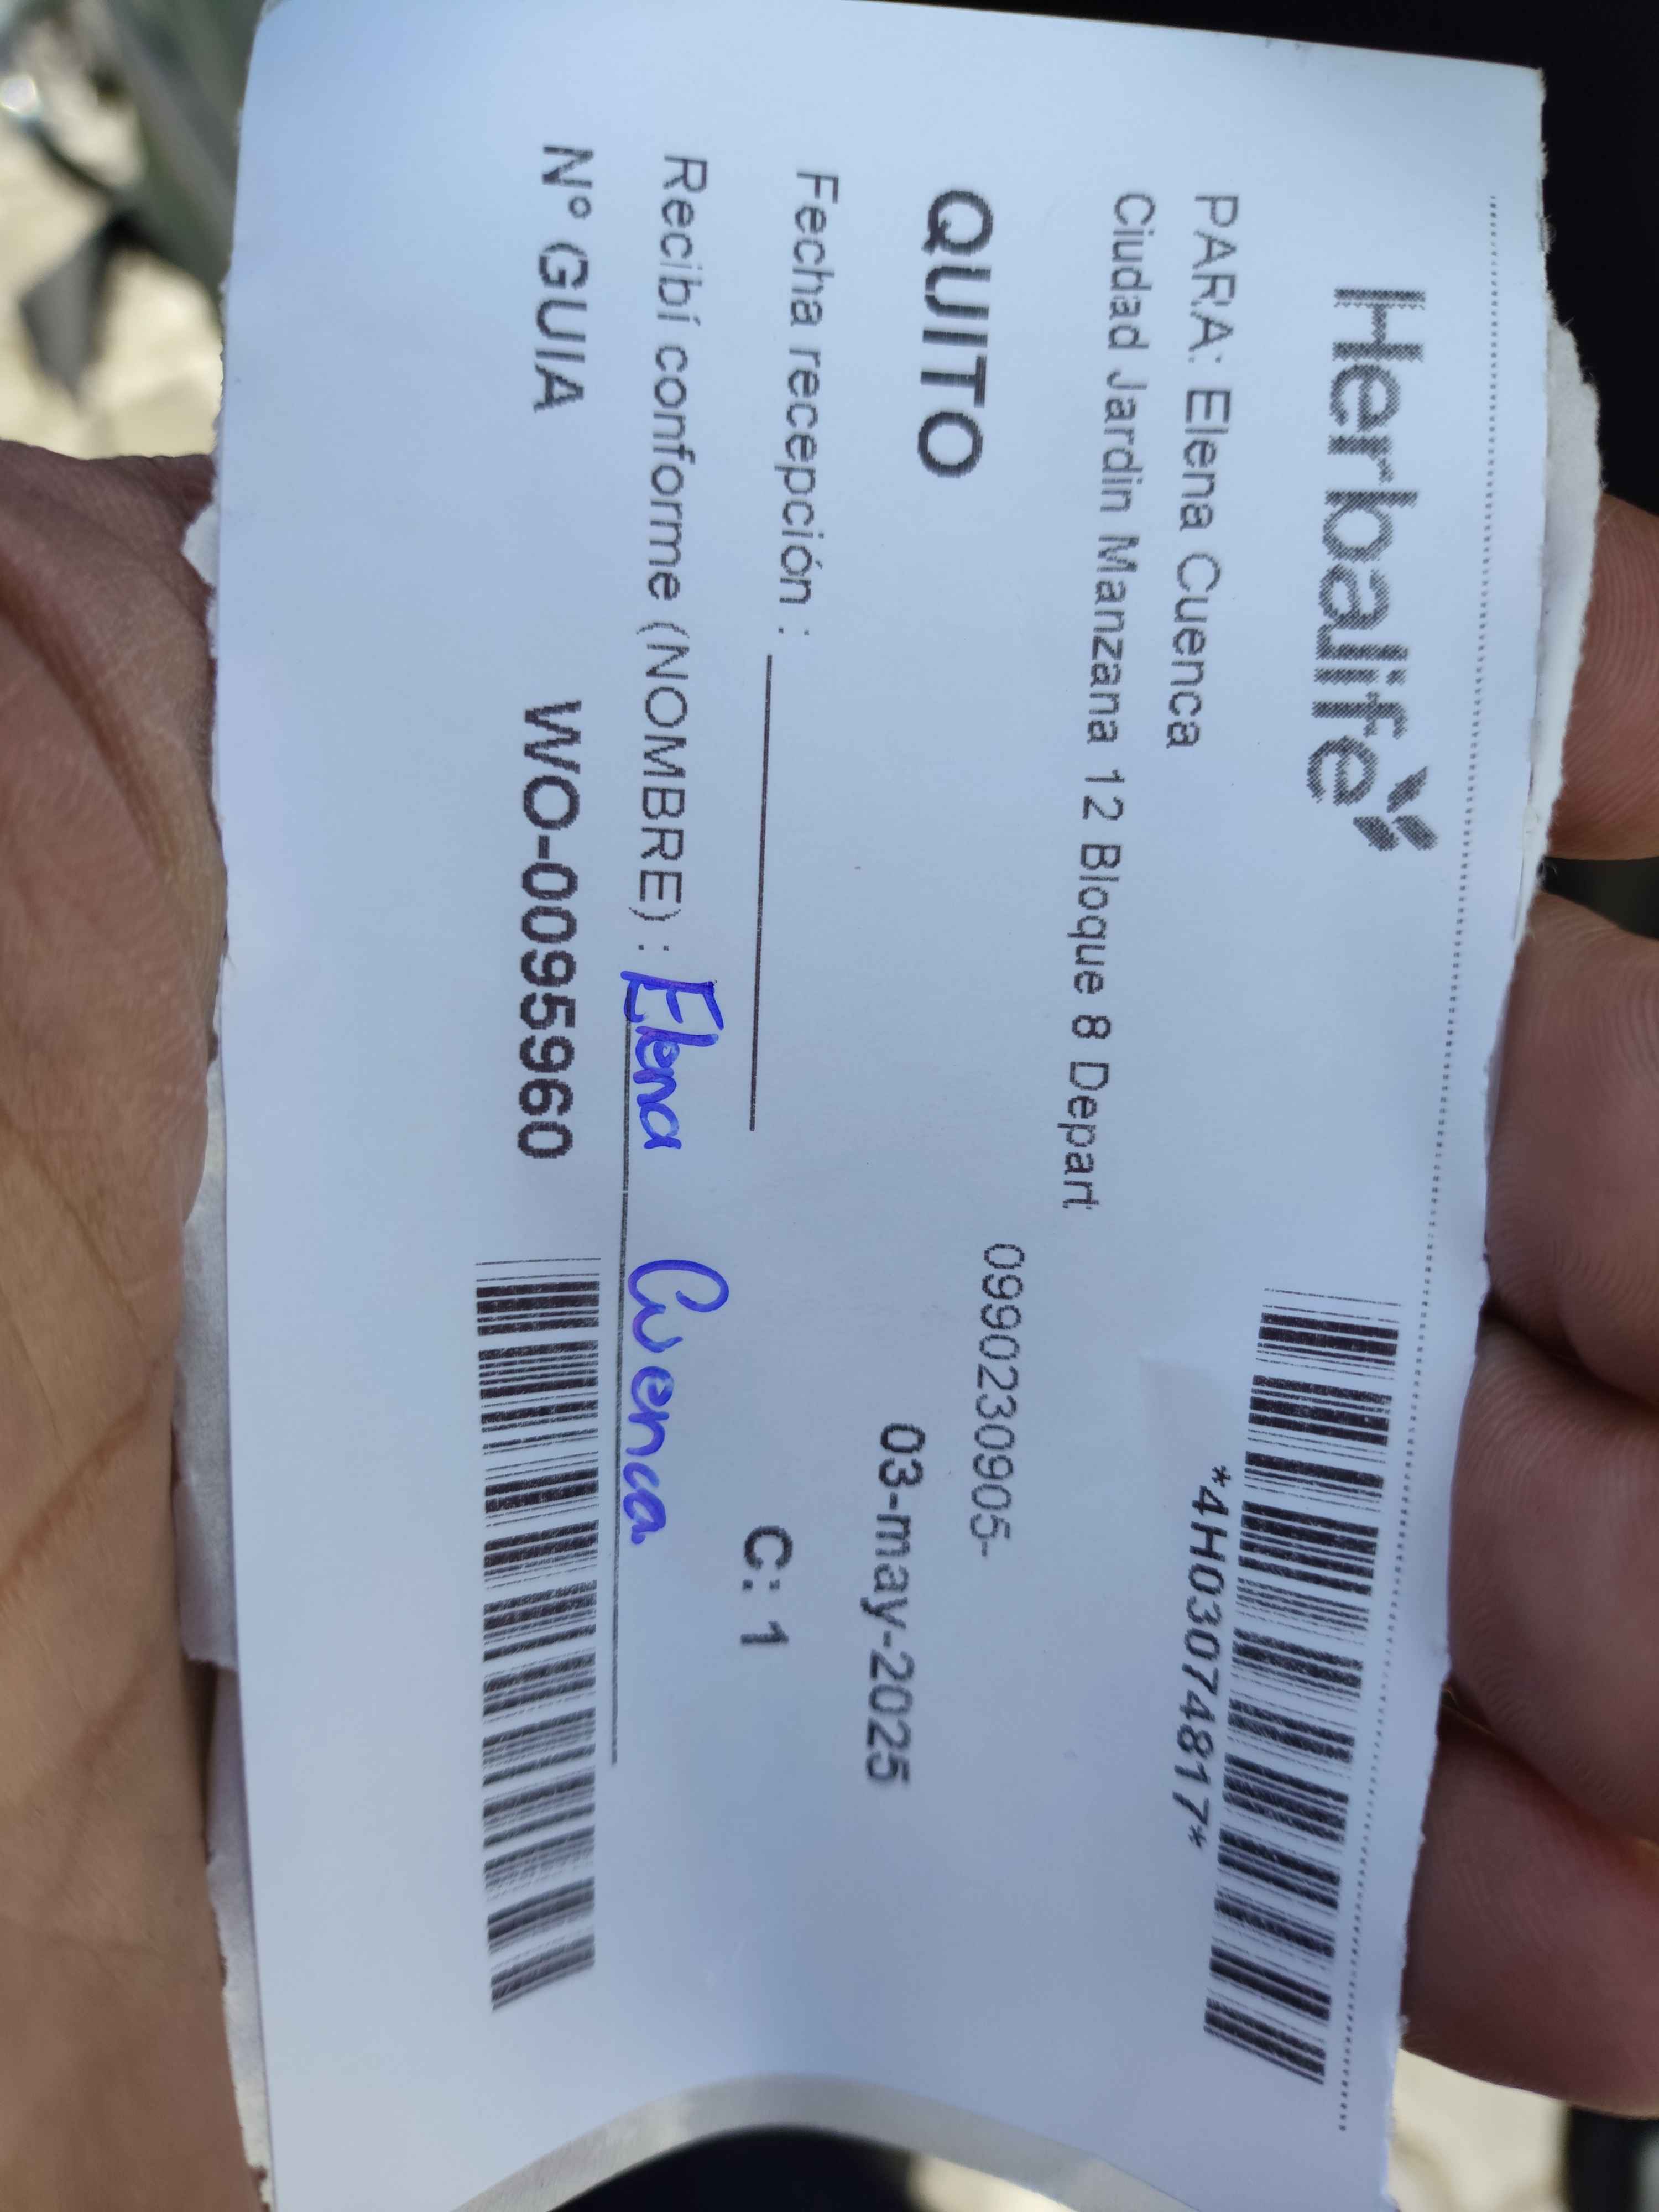 Herbalife
*4H03074817*
PARA: Elena Cuenca
Ciudad Jardin Manzana 12 Bloque 8 Depart
0990230905-
QUITO
03-may-2025
Fecha recepción :
C: 1
Recibí conforme (NOMBRE) : Elena Cuenca
Nº GUIA WO-0095960